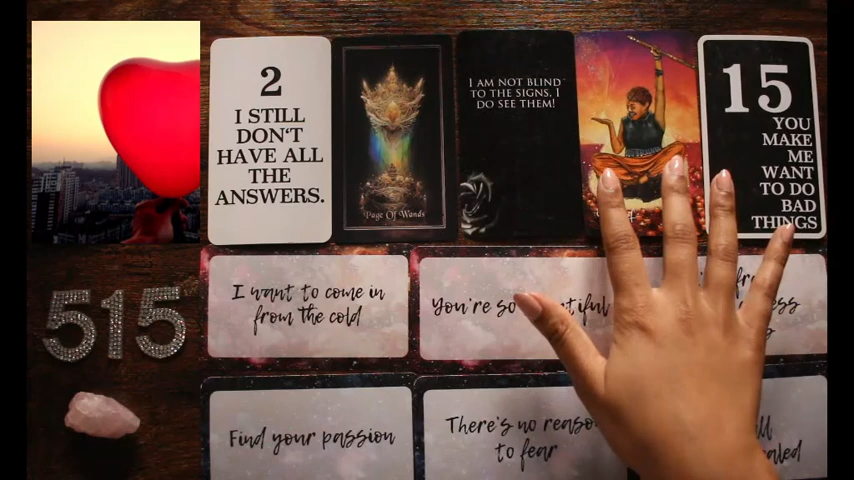 2
I STILL
DON'T
HAVE ALL
THE
ANSWERS.
Page Of Wands
I AM NOT BLIND
TO THE SIGNS. I
DO SEE THEM!
15
YOU
MAKE
ME
WANT
TO DO
BAD
THINGS
515
I want to come in
from the cold
You're so
Find your passion
There's no reason
to fear